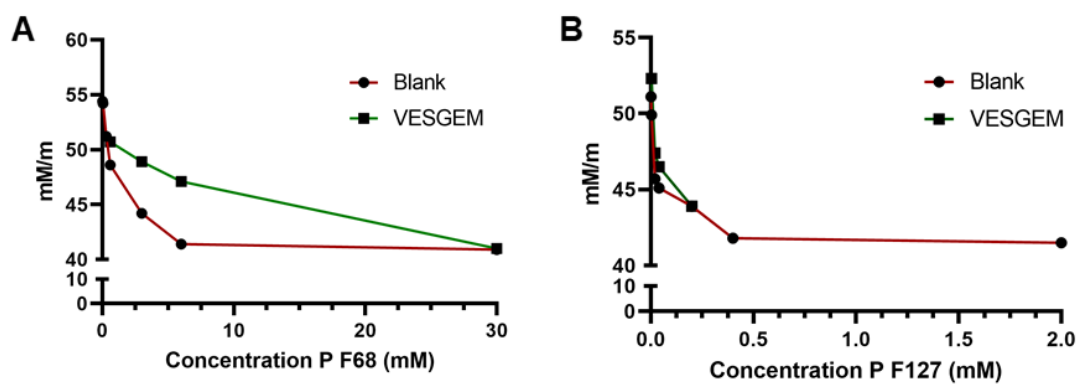 A
60
55
50
45
40
10
0
mM/m
Blank
VESGEM
0
10
20
30
Concentration P F68 (mM)
B
55
50
45
40
10
0
mM/m
Blank
VESGEM
0.0
0.5
1.0
1.5
2.0
Concentration P F127 (mM)